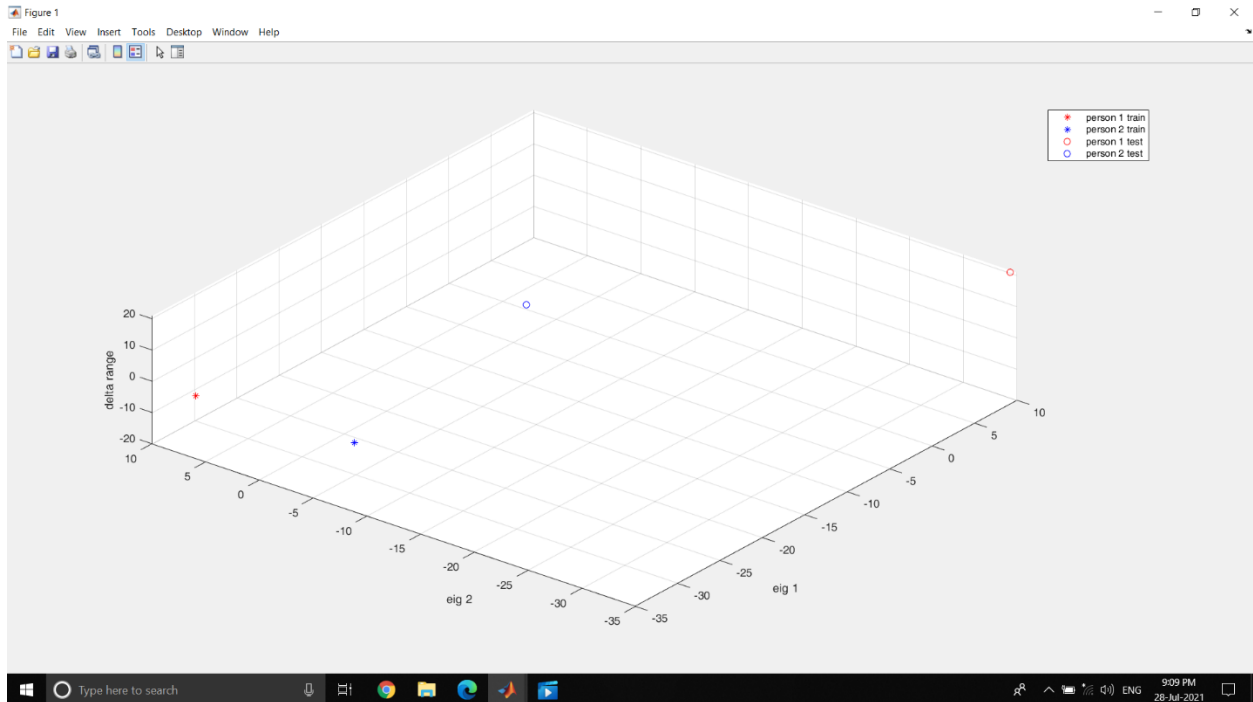 Figure 1
File Edit View Insert Tools Desktop Window Help
person 1 train
person 2 train
person 1 test
person 2 test
20
10
0
-10
-20
delta range
10
5
0
-5
-10
-15
-20
-25
-30
-35
eig 2
10
5
0
-5
-10
-15
-20
-25
-30
-35
eig 1
Type here to search
ENG
9:09 PM
28-Jul-2021